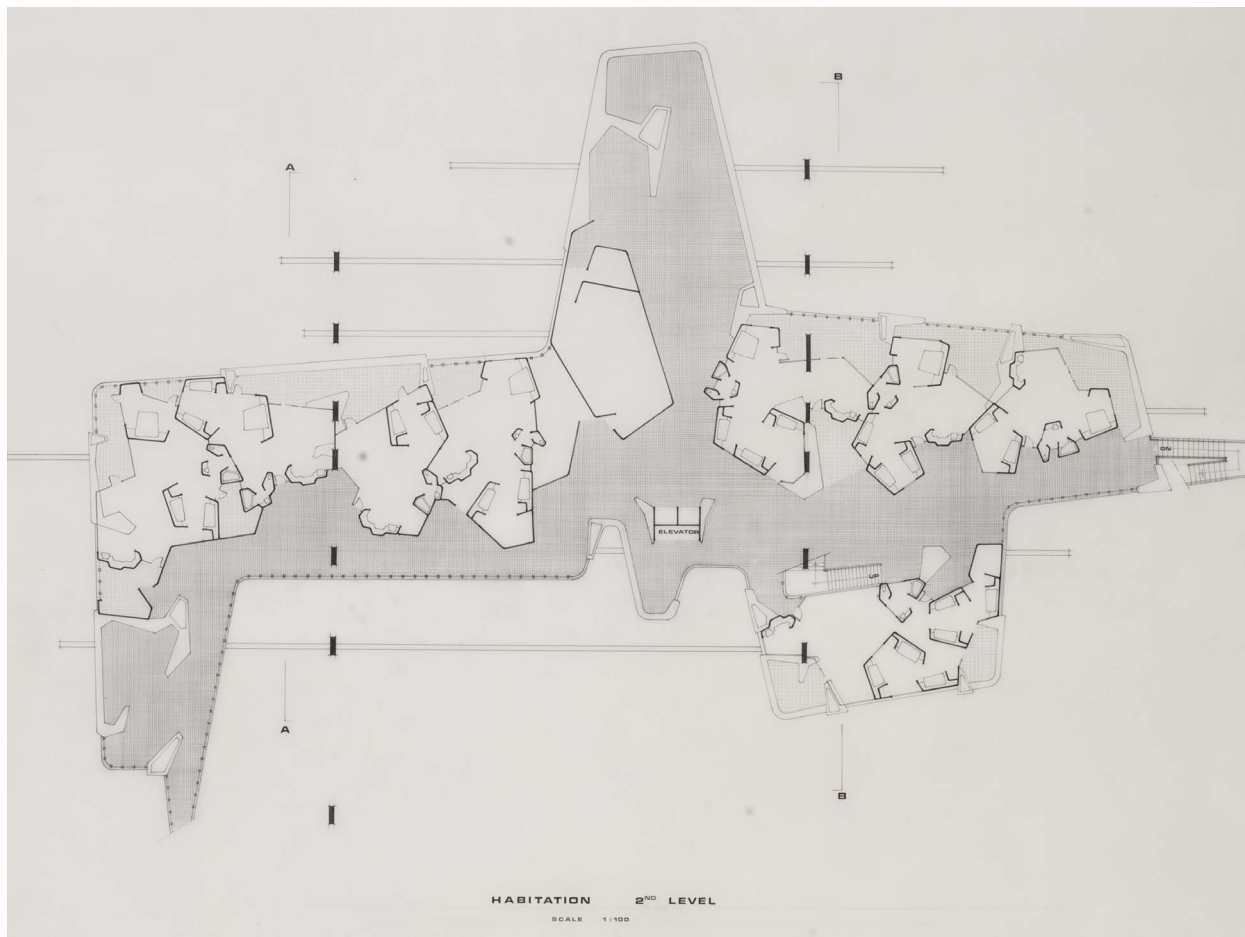 B
A
DN
ELEVATOR
UP
A
B
HABITATION 2ND LEVEL
SCALE 1:100